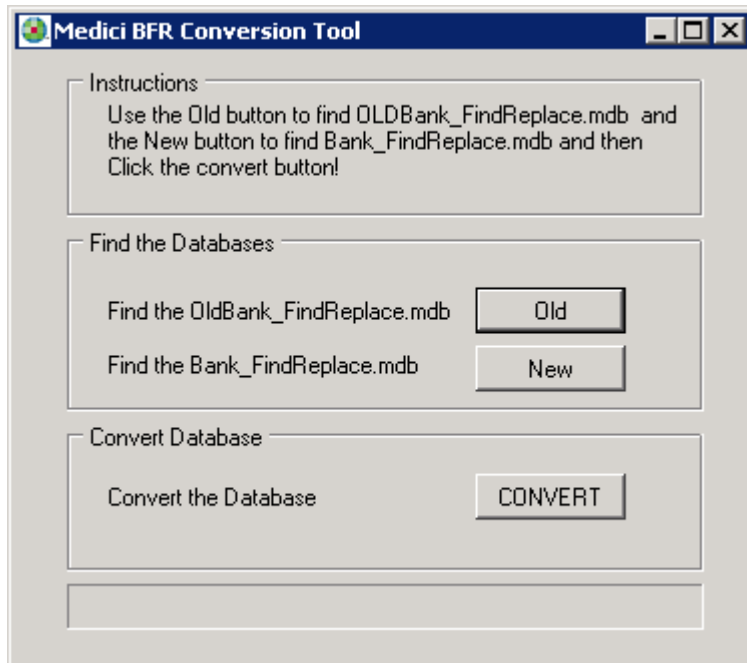 Medici BFR Conversion Tool
Instructions
Use the Old button to find OLDBank_FindReplace.mdb and
the New button to find Bank_FindReplace.mdb and then
Click the convert button!
Find the Databases
Find the OldBank_FindReplace.mdb Old
Find the Bank_FindReplace.mdb New
Convert Database
Convert the Database CONVERT